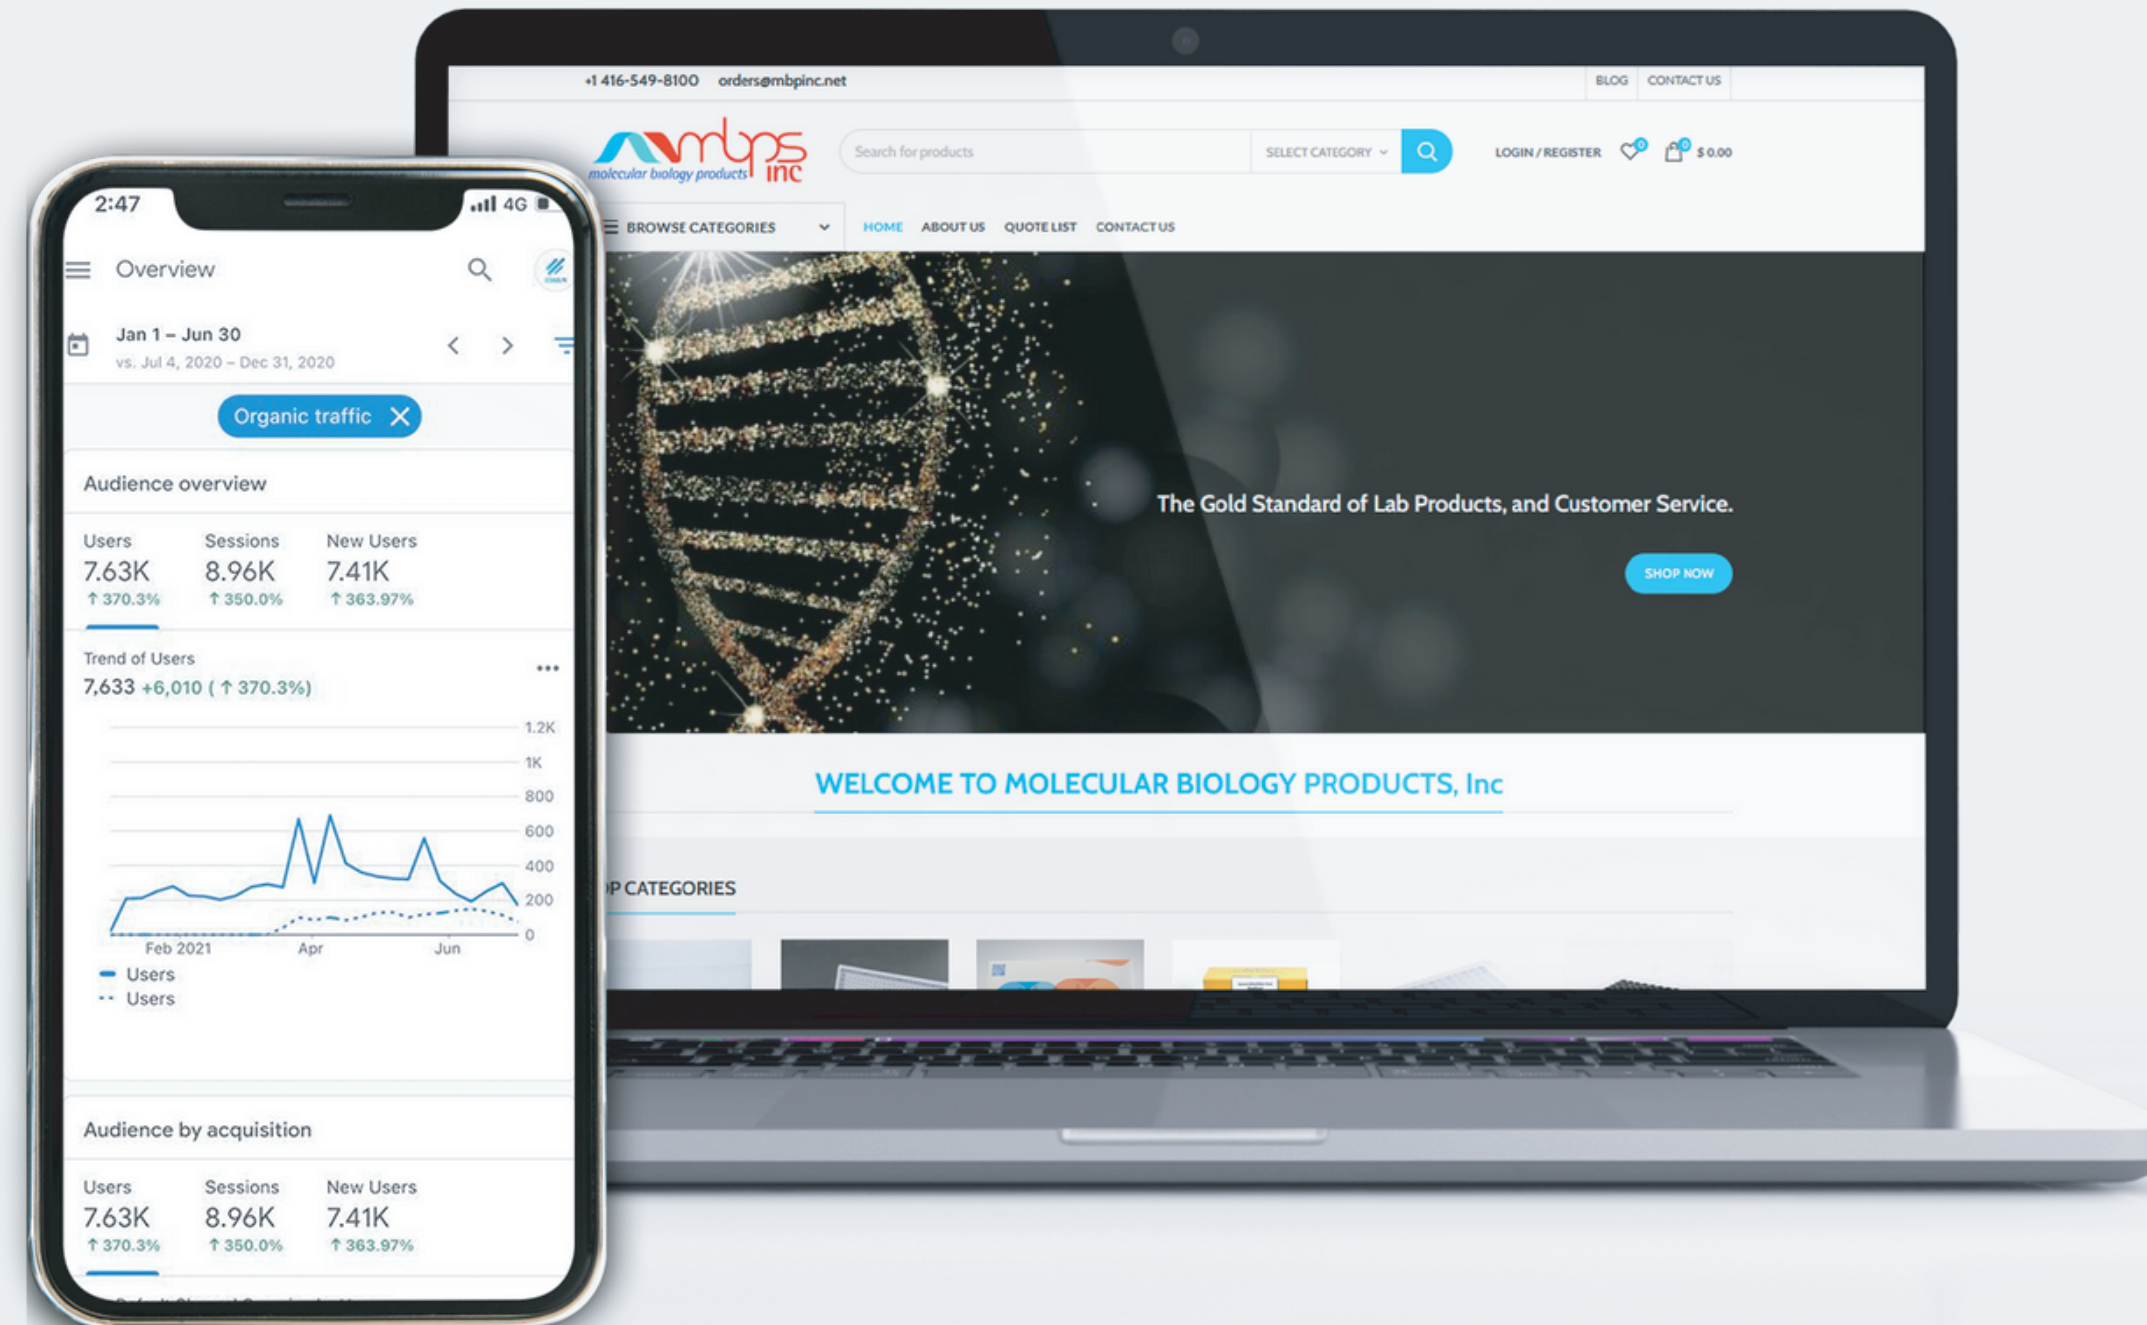 +1 416-549-8100 orders@mbpinc.net
BLOG CONTACT US
mbps
inc
molecular biology products
Search for products
SELECT CATEGORY
LOGIN / REGISTER 0 0 $ 0.00
BROWSE CATEGORIES HOME ABOUT US QUOTE LIST CONTACT US
The Gold Standard of Lab Products, and Customer Service.
SHOP NOW
WELCOME TO MOLECULAR BIOLOGY PRODUCTS, Inc
CATEGORIES
2:47 4G
Overview
Jan 1 – Jun 30
vs. Jul 4, 2020 – Dec 31, 2020
Organic traffic
Audience overview
Users Sessions New Users
7.63K 8.96K 7.41K
↑ 370.3% ↑ 350.0% ↑ 363.97%
Trend of Users
7,633 +6,010 ( ↑ 370.3%)
1.2K
1K
800
600
400
200
0
Feb 2021 Apr Jun
Users
Users
Audience by acquisition
Users Sessions New Users
7.63K 8.96K 7.41K
↑ 370.3% ↑ 350.0% ↑ 363.97%